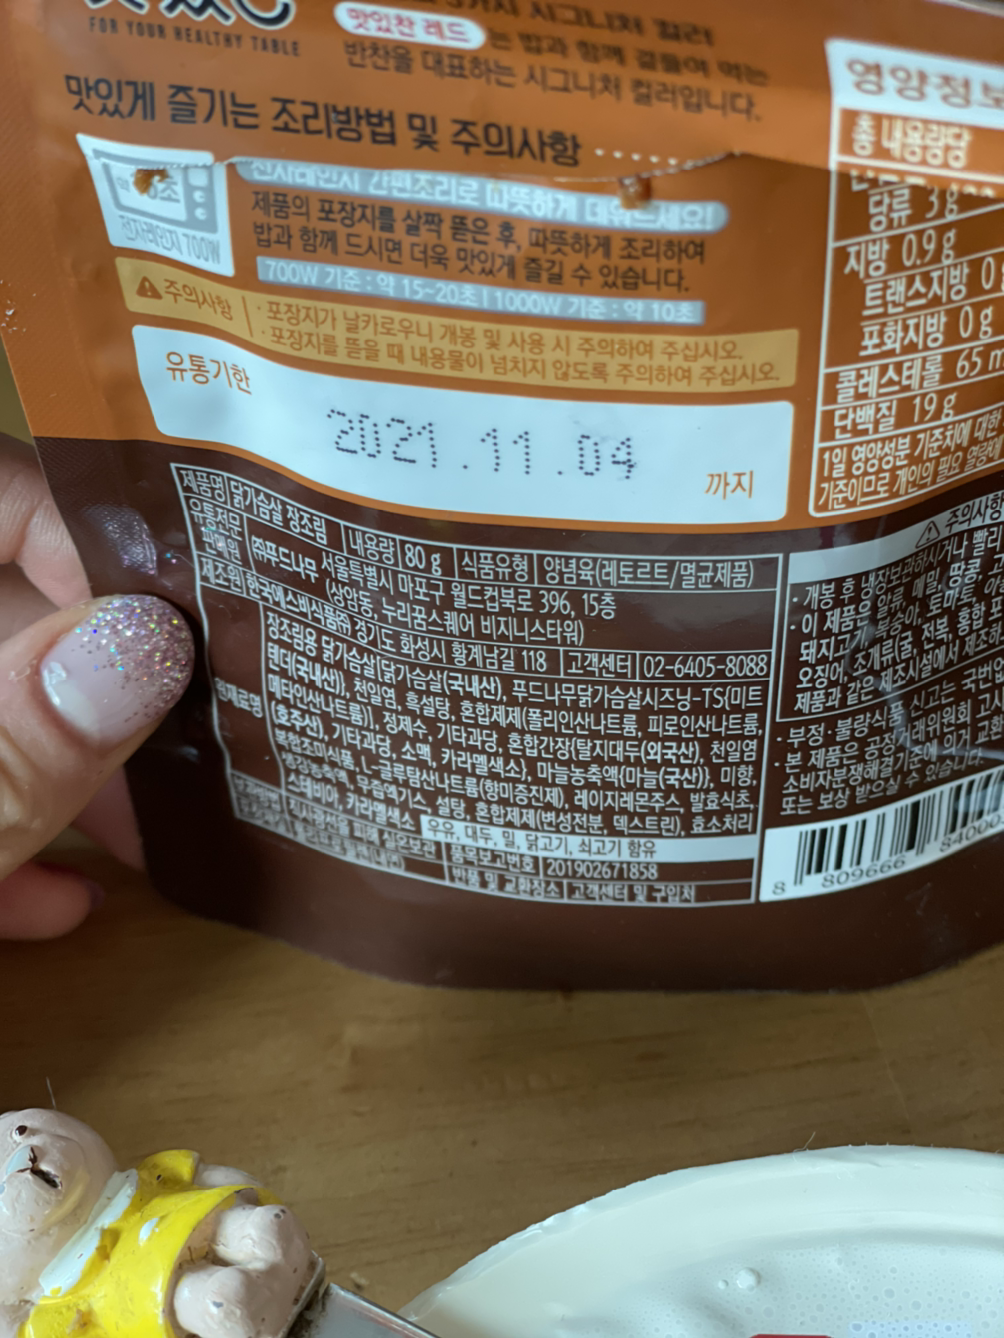 FOR YOUR HEALTHY TABLE
맛있찬 레드 는 밥과 함께 곁들여 먹는
반찬을 대표하는 시그니처 컬러입니다.
맛있게 즐기는 조리방법 및 주의사항
전자레인지 700W
전자레인지 간편조리로 따뜻하게 데워드세요!
제품의 포장지를 살짝 뜯은 후, 따뜻하게 조리하여
밥과 함께 드시면 더욱 맛있게 즐길 수 있습니다.
700W 기준 : 약 15~20초 | 1000W 기준 : 약 10초
주의사항
· 포장지가 날카로우니 개봉 및 사용 시 주의하여 주십시오.
· 포장지를 뜯을 때 내용물이 넘치지 않도록 주의하여 주십시오.
유통기한
2021.11.04
까지
제품명 닭가슴살 장조림 내용량 80 g 식품유형 양념육(레토르트/멸균제품)
유통전문판매원 ㈜푸드나무 서울특별시 마포구 월드컵북로 396, 15층
(상암동, 누리꿈스퀘어 비지니스타워)
제조원 한국에스비식품㈜ 경기도 화성시 황계남길 118 고객센터 02-6405-8088
원재료명
장조림용 닭가슴살[닭가슴살(국내산), 푸드나무닭가슴살시즈닝-TS(미트
텐더(국내산)), 천일염, 흑설탕, 혼합제제(폴리인산나트륨, 피로인산나트륨,
메타인산나트륨)], 정제수, 기타과당, 혼합간장(탈지대두(외국산), 천일염
(호주산), 기타과당, 소맥, 카라멜색소), 마늘농축액{마늘(국산)}, 미향,
L-글루탐산나트륨(향미증진제), 레이지레몬주스, 발효식초,
무즙엑기스, 설탕, 혼합제제(변성전분, 덱스트린), 효소처리
스테비아, 카라멜색소 우유, 대두, 밀, 닭고기, 쇠고기 함유
직사광선을 피해 실온보관 품목보고번호 201902671858
반품 및 교환장소 고객센터 및 구입처
영양정보
총 내용량당
당류 3 g
지방 0.9 g
트랜스지방 0
포화지방 0 g
콜레스테롤 65 m
단백질 19 g
1일 영양성분 기준치에 대한
기준이므로 개인의 필요 열량에
주의사항
· 개봉 후 냉장보관하시거나 빨리
· 이 제품은 알류, 메밀, 땅콩, 고
돼지고기, 복숭아, 토마토, 아
오징어, 조개류(굴, 전복, 홍합 포
제품과 같은 제조시설에서 제조하
· 부정·불량식품 신고는 국번없
· 본 제품은 공정거래위원회 고시
소비자분쟁해결기준에 의거 교환
또는 보상 받으실 수 있습니다.
8 809666 84000